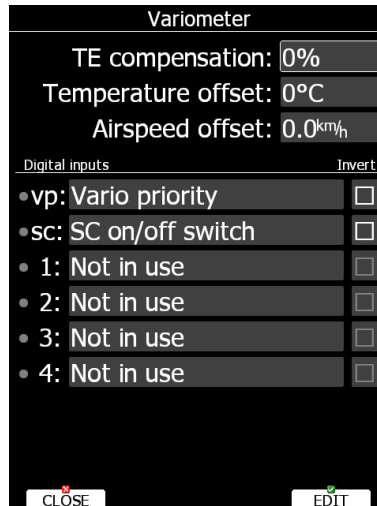 Variometer
TE compensation: 0%
Temperature offset: 0°C
Airspeed offset: 0.0km/h
Digital inputs Invert
vp: Vario priority
sc: SC on/off switch
1: Not in use
2: Not in use
3: Not in use
4: Not in use
CLOSE EDIT